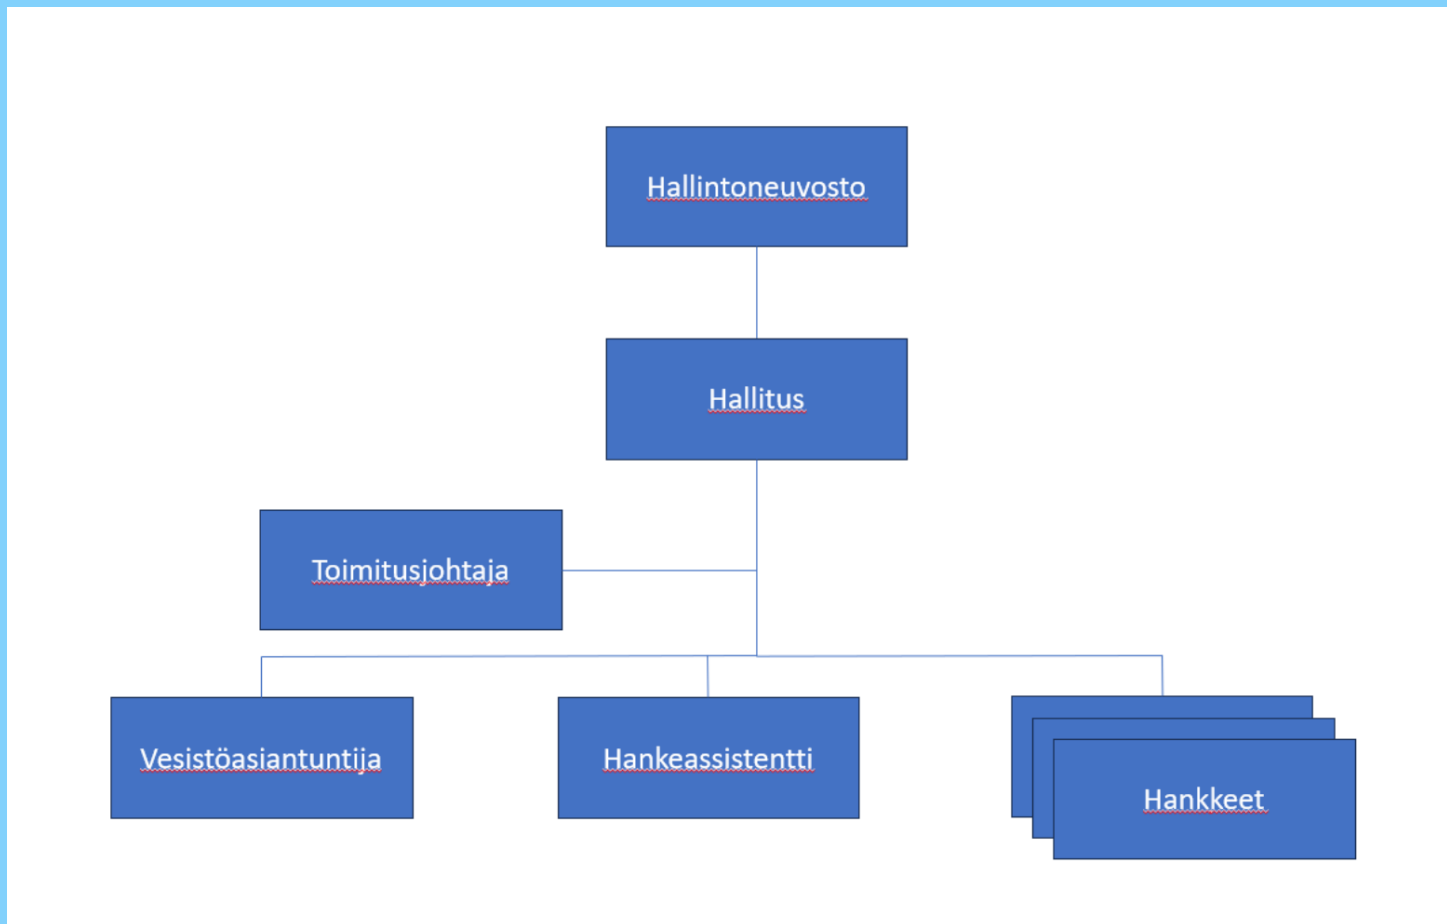 Hallintoneuvosto
Hallitus
Toimitusjohtaja
Vesistöasiantuntija
Hankeassistentti
Hankkeet